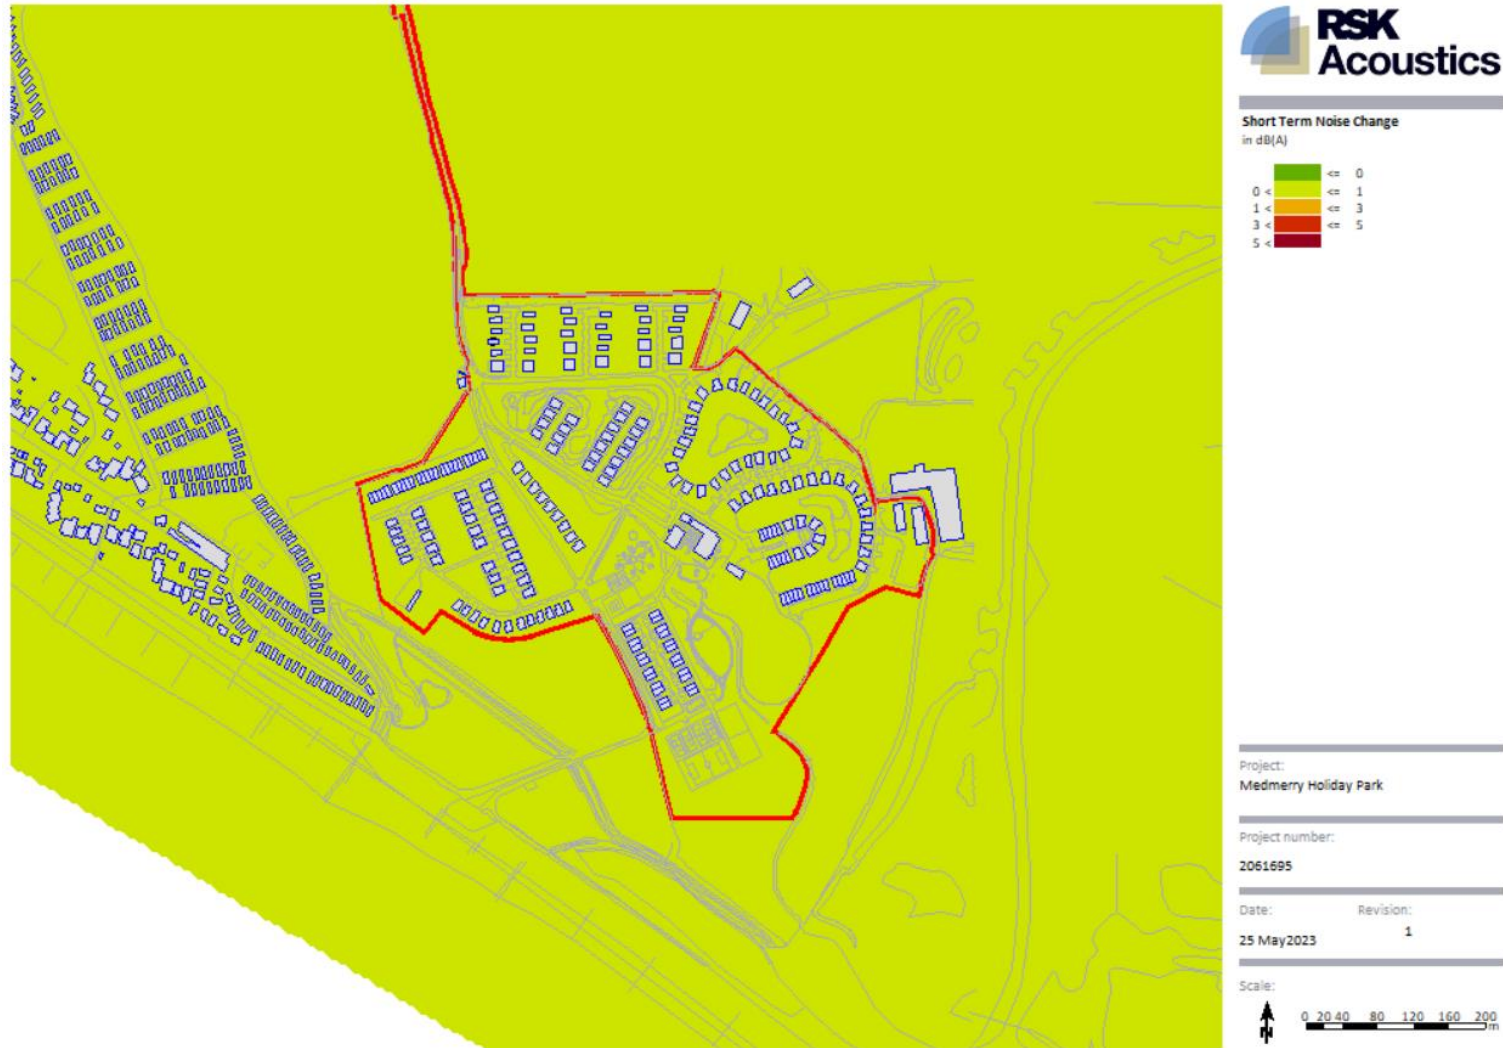 RSK
Acoustics
Short Term Noise Change
in dB(A)
<= 0
0 < <= 1
1 < <= 3
3 < <= 5
5 <
Project:
Medmerry Holiday Park
Project number:
2061695
Date: Revision:
25 May2023 1
Scale:
N 0 20 40 80 120 160 200
m